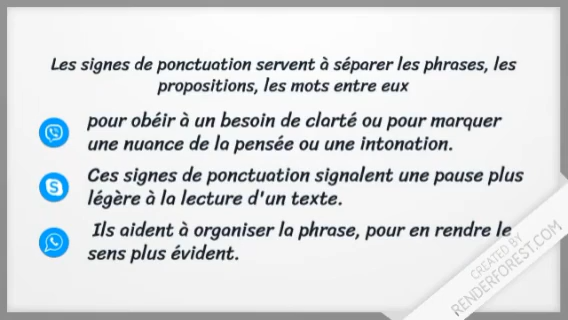 Les signes de ponctuation servent à séparer les phrases, les
propositions, les mots entre eux
pour obéir à un besoin de clarté ou pour marquer
une nuance de la pensée ou une intonation.
Ces signes de ponctuation signalent une pause plus
légère à la lecture d'un texte.
Ils aident à organiser la phrase, pour en rendre le
sens plus évident.
CREATED BY
RENDERFOREST.COM